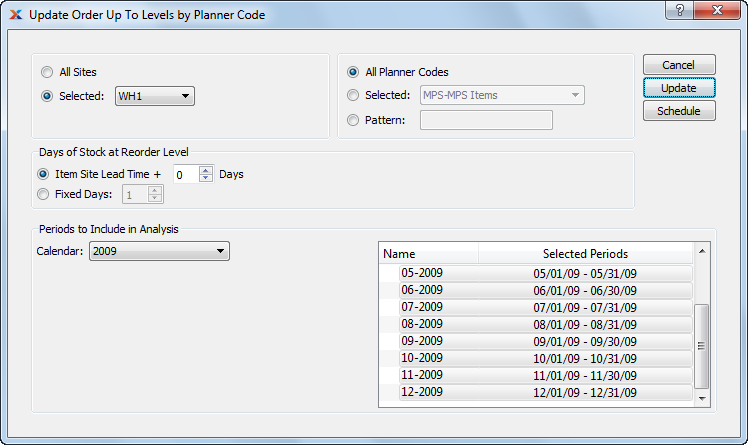 Update Order Up To Levels by Planner Code
All Sites
Selected: WH1
All Planner Codes
Selected: MPS-MPS Items
Pattern:
Cancel
Update
Schedule
Days of Stock at Reorder Level
Item Site Lead Time + 0 Days
Fixed Days: 1
Periods to Include in Analysis
Calendar: 2009
Name Selected Periods
05-2009 05/01/09 - 05/31/09
06-2009 06/01/09 - 06/30/09
07-2009 07/01/09 - 07/31/09
08-2009 08/01/09 - 08/31/09
09-2009 09/01/09 - 09/30/09
10-2009 10/01/09 - 10/31/09
11-2009 11/01/09 - 11/30/09
12-2009 12/01/09 - 12/31/09